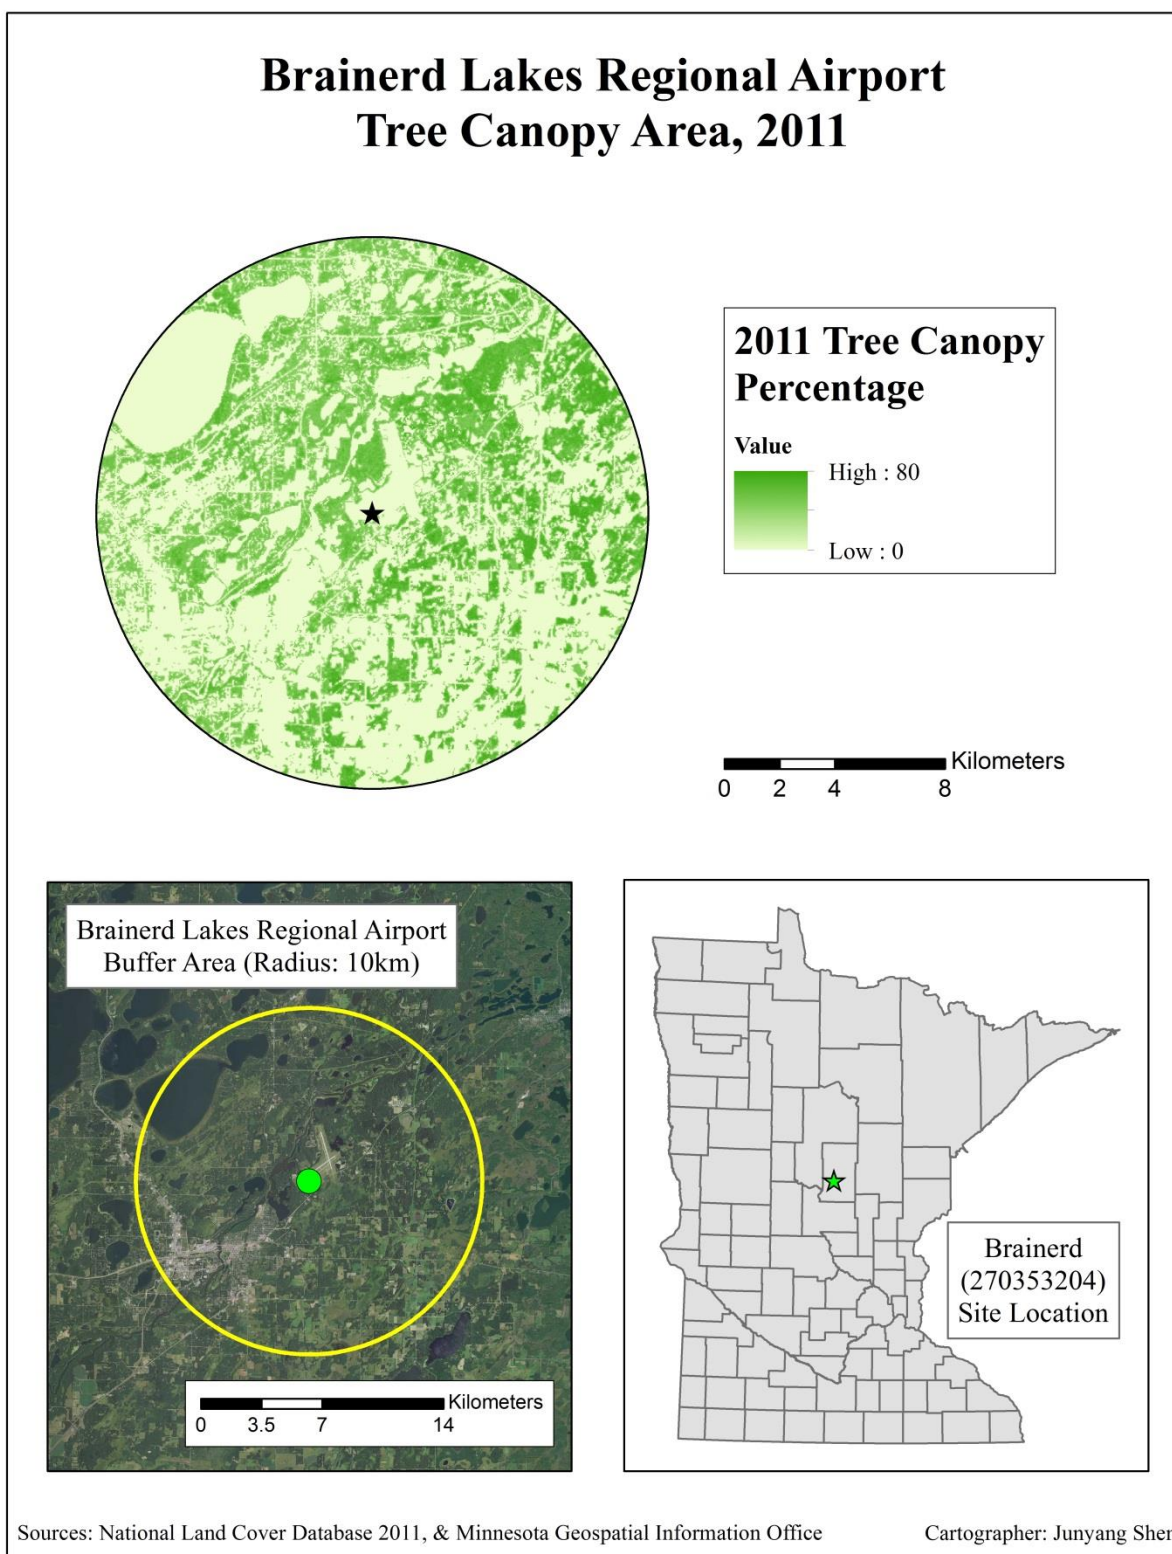 Brainerd Lakes Regional Airport
Tree Canopy Area, 2011
2011 Tree Canopy
Percentage
Value
High : 80
Low : 0
Kilometers
0 2 4 8
Brainerd Lakes Regional Airport
Buffer Area (Radius: 10km)
Kilometers
0 3.5 7 14
Brainerd
(270353204)
Site Location
Sources: National Land Cover Database 2011, & Minnesota Geospatial Information Office
Cartographer: Junyang Shen